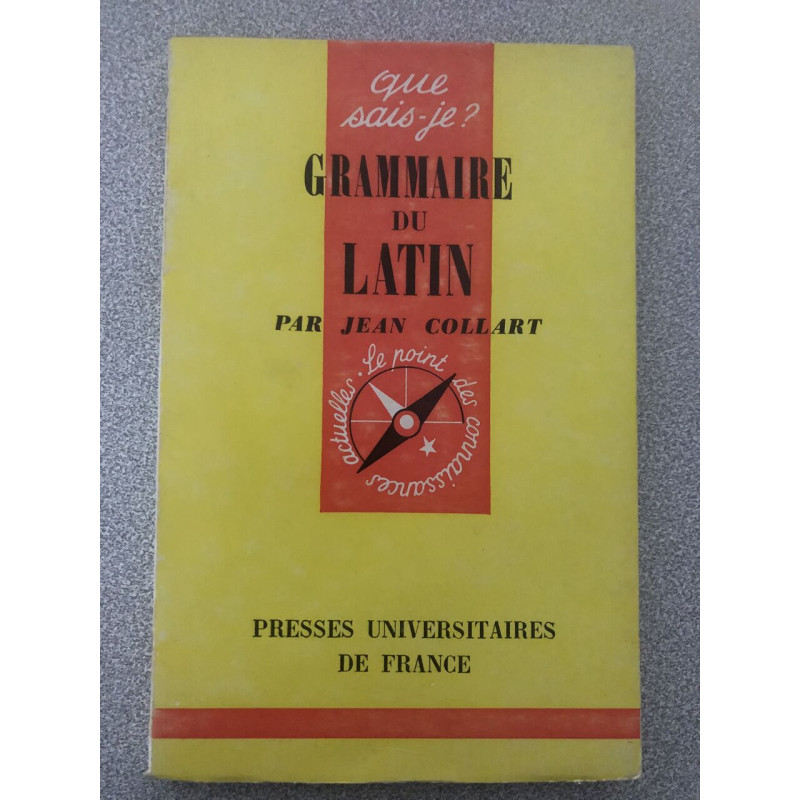 que
sais-je?
GRAMMAIRE
DU
LATIN
PAR JEAN COLLART
Le point des connaissances actuelles.
PRESSES UNIVERSITAIRES
DE FRANCE